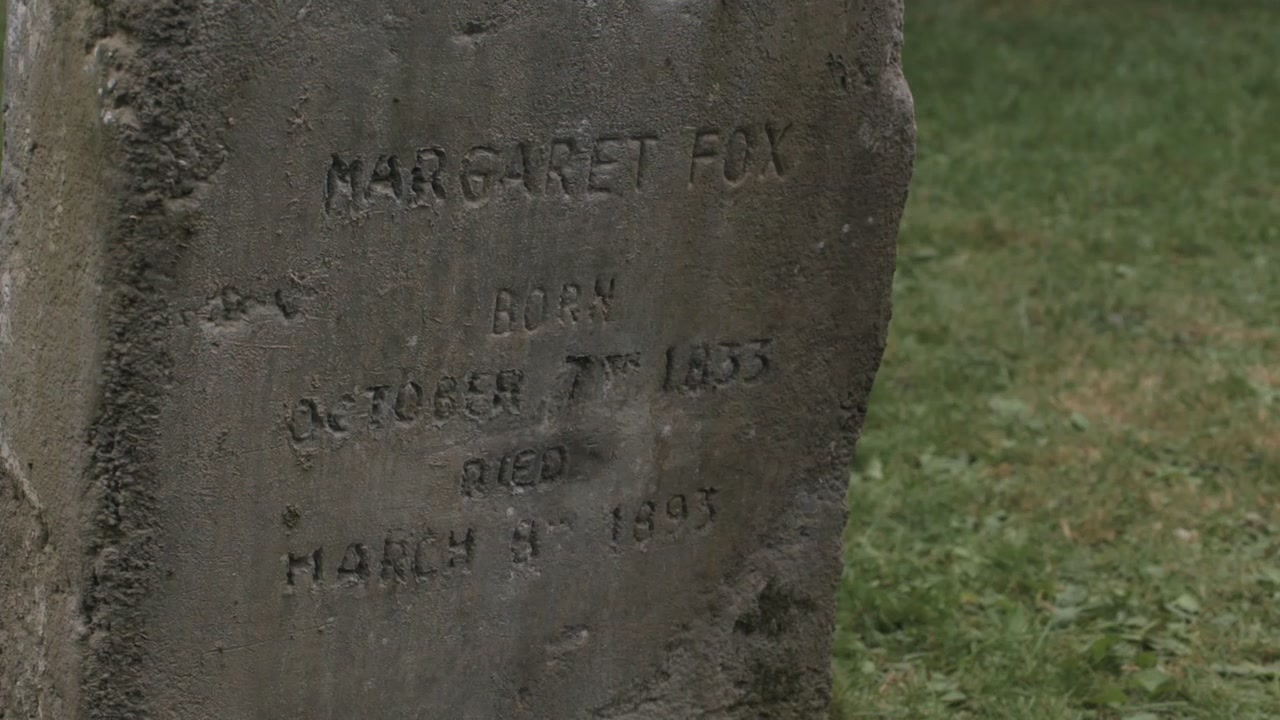 MARGARET FOX
BORN
OCTOBER 7TH 1833
DIED
MARCH 8TH 1893